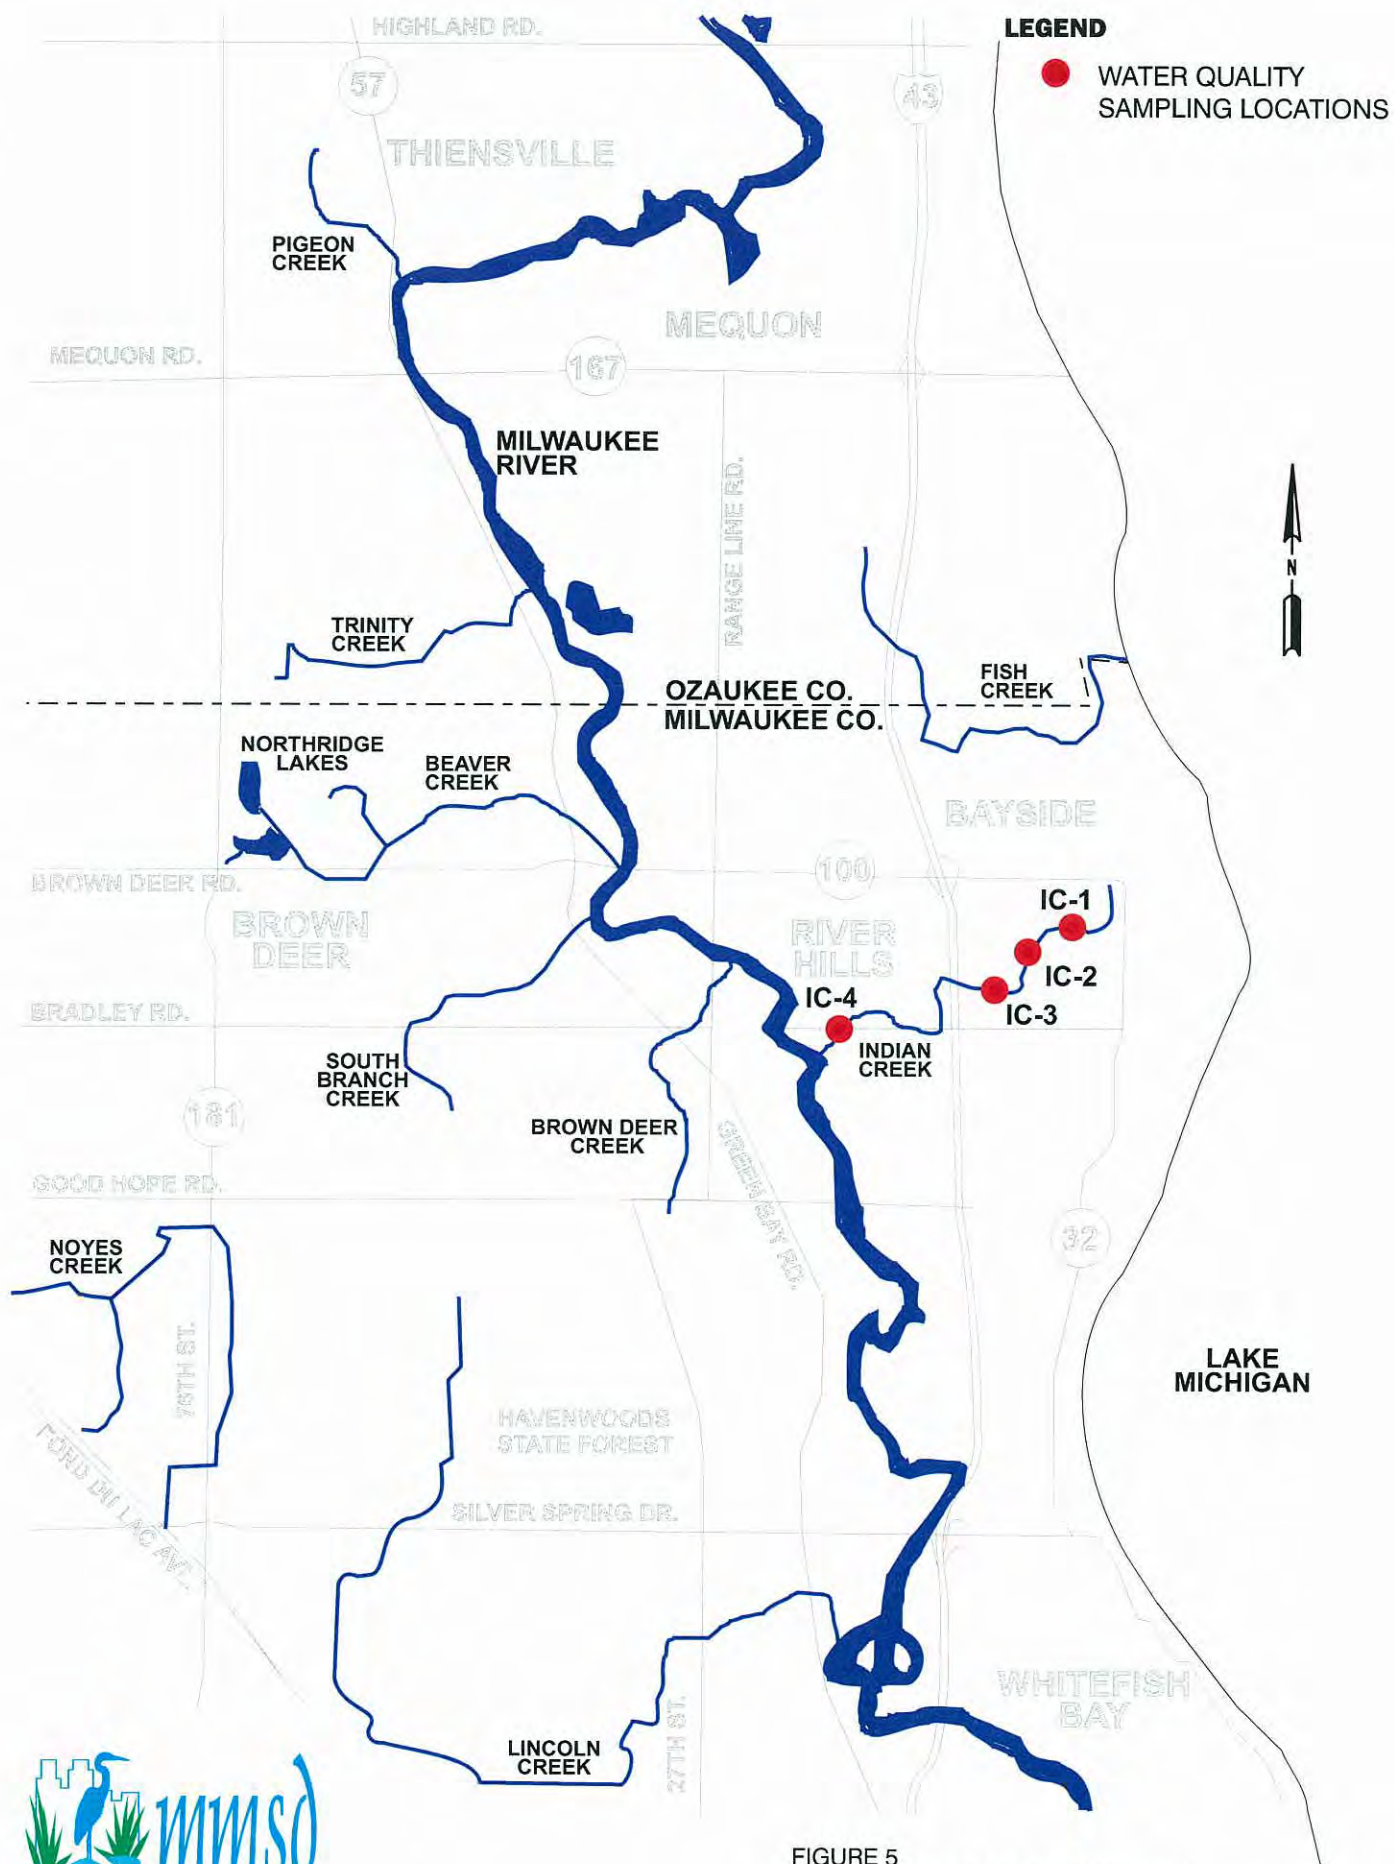 HIGHLAND RD.
LEGEND
WATER QUALITY
SAMPLING LOCATIONS
57
43
THIENSVILLE
PIGEON
CREEK
MEQUON
MEQUON RD.
167
MILWAUKEE
RIVER
RANGE LINE RD.
N
TRINITY
CREEK
FISH
CREEK
OZAUKEE CO.
MILWAUKEE CO.
NORTHRIDGE
LAKES
BEAVER
CREEK
BAYSIDE
100
BROWN DEER RD.
IC-1
BROWN
DEER
RIVER
HILLS
IC-2
IC-4
IC-3
BRADLEY RD.
INDIAN
CREEK
SOUTH
BRANCH
CREEK
181
BROWN DEER
CREEK
GREEN BAY RD.
GOOD HOPE RD.
32
NOYES
CREEK
76TH ST.
LAKE
MICHIGAN
HAVENWOODS
STATE FOREST
FOND DU LAC AVE.
SILVER SPRING DR.
WHITEFISH
BAY
27TH ST.
LINCOLN
CREEK
mmsd
FIGURE 5